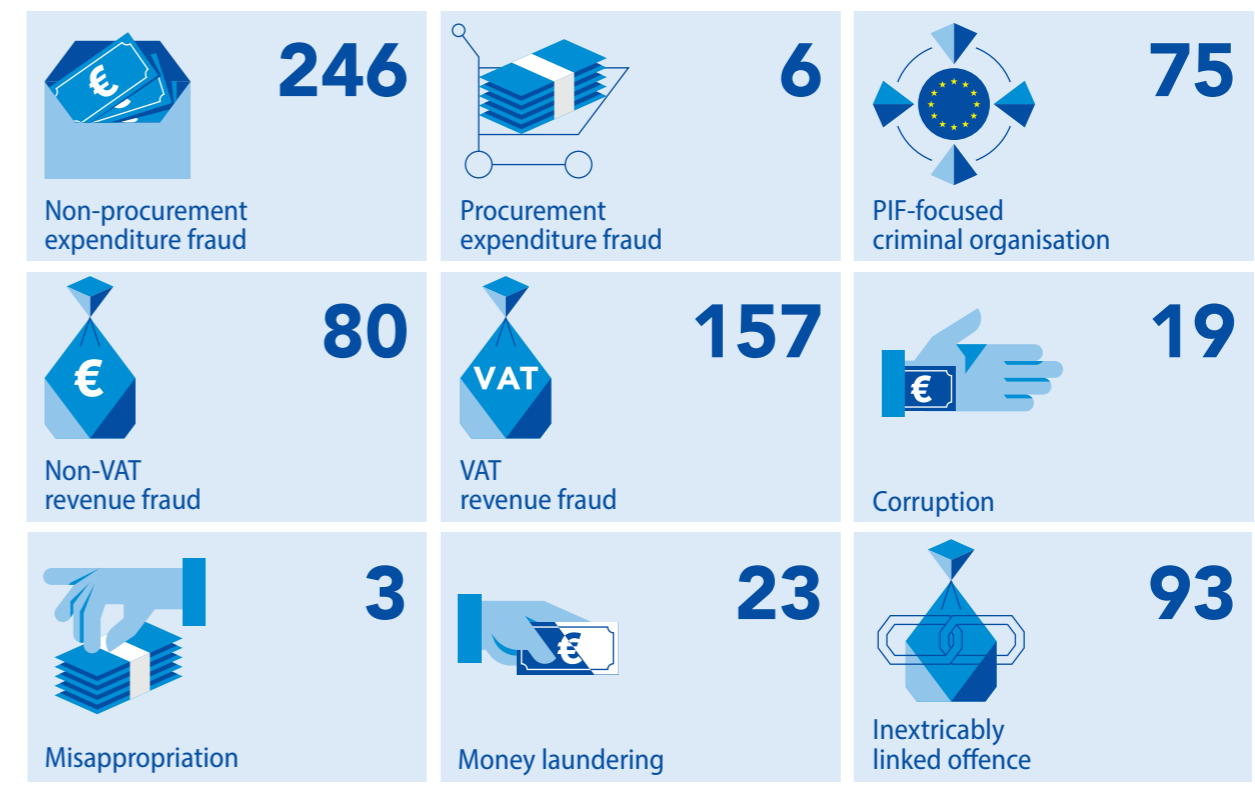 246
Non-procurement
expenditure fraud
6
Procurement
expenditure fraud
75
PIF-focused
criminal organisation
80
€
Non-VAT
revenue fraud
157
VAT
VAT
revenue fraud
19
€
Corruption
3
Misappropriation
23
€
Money laundering
93
Inextricably
linked offence